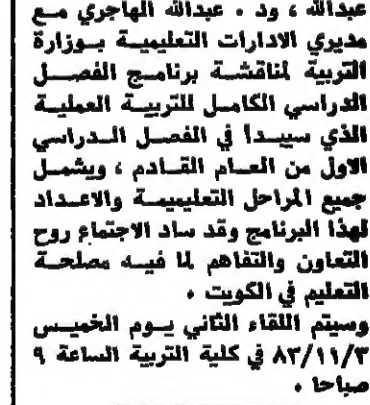 عبدالله ، ود . عبدالله الهاجري مع
مديري الادارات التعليمية بوزارة
التربية لمناقشة برنامج الفصل
الدراسي الكامل للتربية العملية
الذي سيبدأ في الفصل الدراسي
الاول من العام القادم ، ويشمل
جميع المراحل التعليمية والاعداد
لهذا البرنامج وقد ساد الاجتماع روح
التعاون والتفاهم لما فيه مصلحة
التعليم في الكويت .
وسيتم اللقاء الثاني يوم الخميس
٨٣/١١/٣ في كلية التربية الساعة ٩
صباحا .